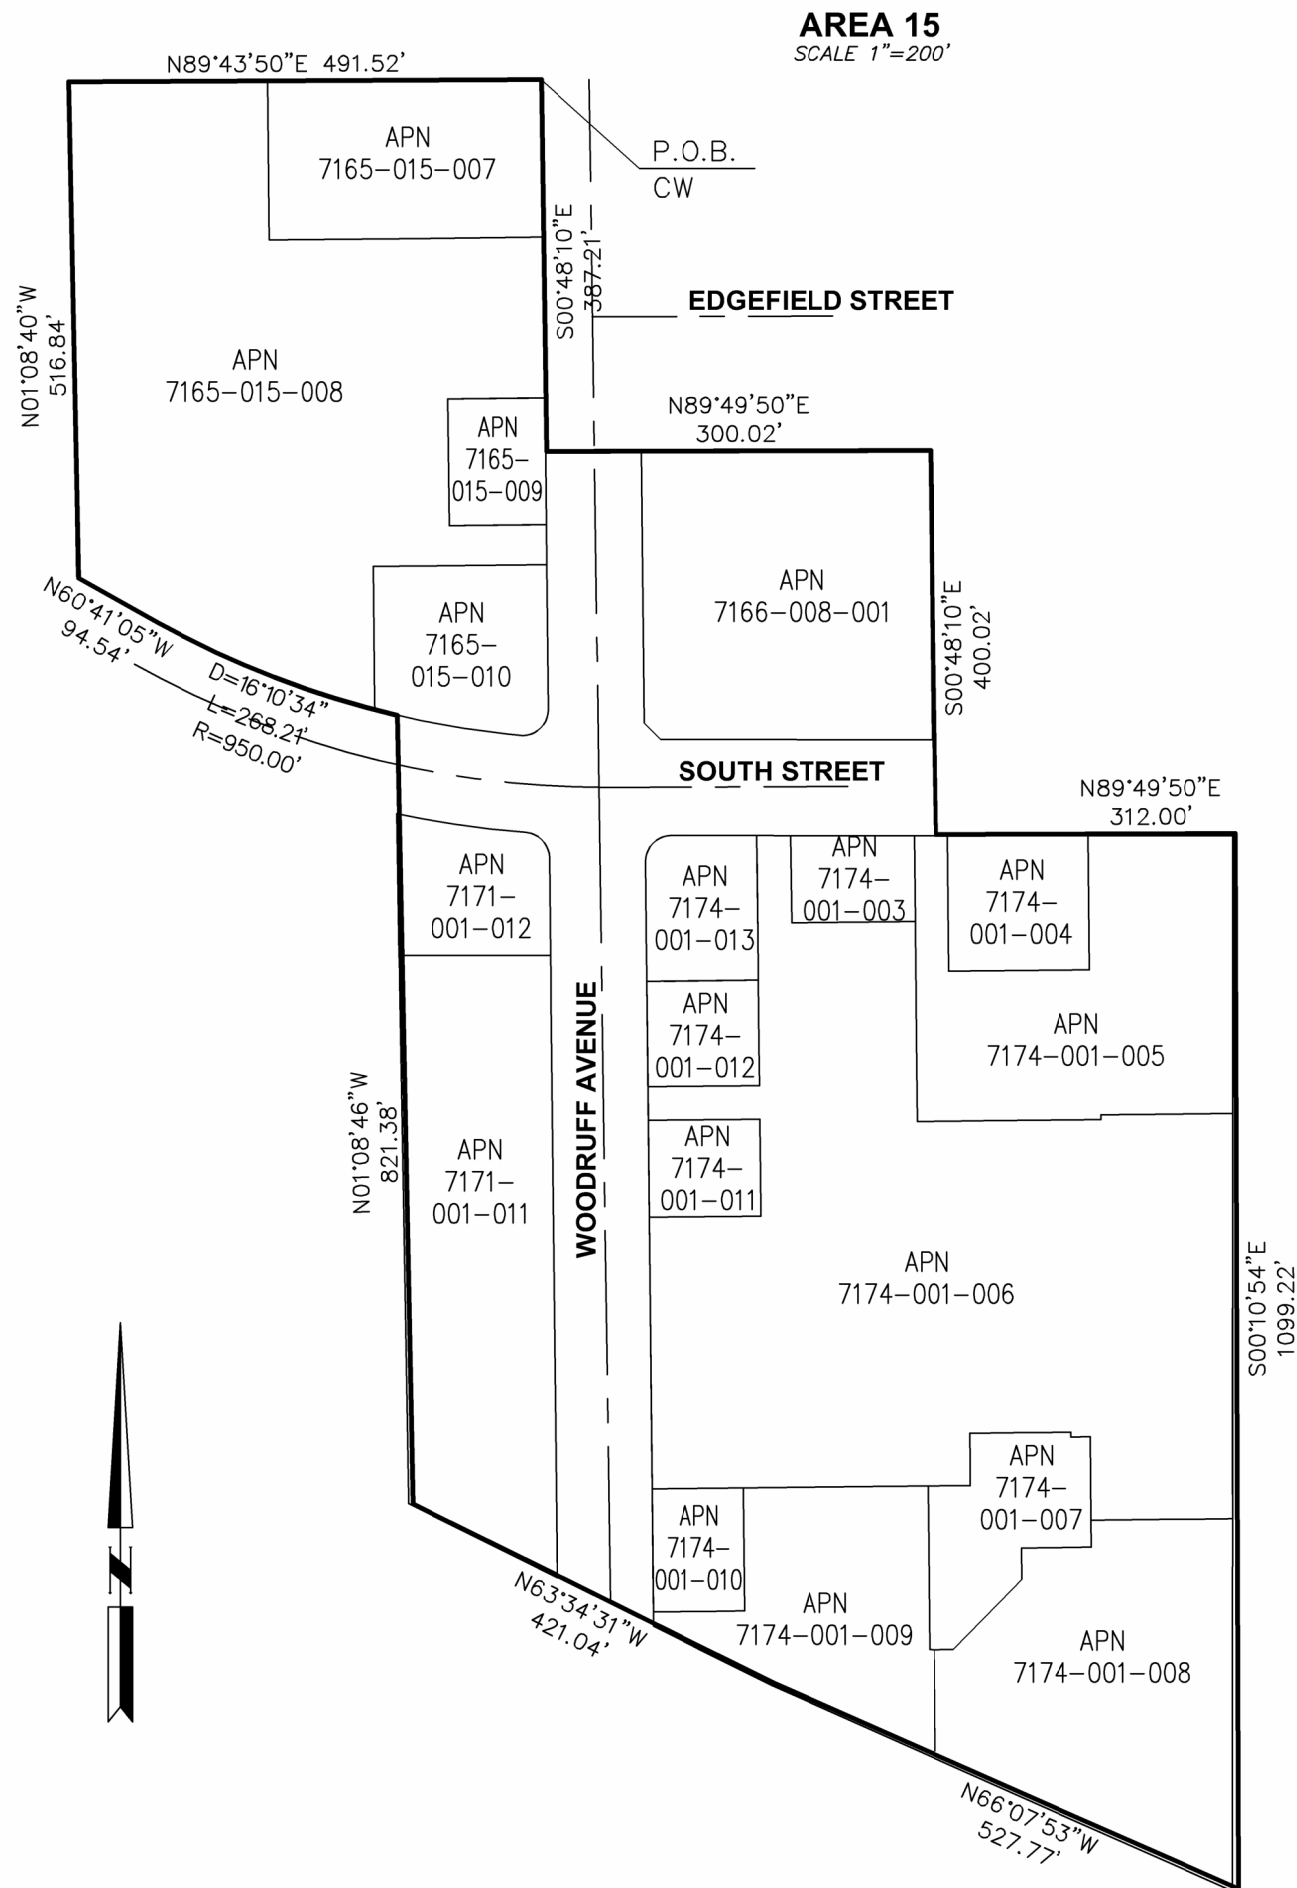 AREA 15
SCALE 1"=200'
N89°43'50"E 491.52'
APN
7165-015-007
P.O.B.
CW
S00°48'10"E
387.21'
EDGEFIELD STREET
N01°08'40"W
516.84'
APN
7165-015-008
N89°49'50"E
300.02'
APN
7165-
015-009
APN
7166-008-001
S00°48'10"E
400.02'
N60°41'05"W
94.54'
APN
7165-
015-010
D=16°10'34"
L=268.21'
R=950.00'
SOUTH STREET
N89°49'50"E
312.00'
APN
7171-
001-012
APN
7174-
001-013
APN
7174-
001-003
APN
7174-
001-004
APN
7174-
001-012
APN
7174-001-005
WOODRUFF AVENUE
N01°08'46"W
821.38'
APN
7171-
001-011
APN
7174-
001-011
APN
7174-001-006
S00°10'54"E
1099.22'
APN
7174-
001-007
APN
7174-
001-010
N
N63°34'31"W
421.04'
APN
7174-001-009
APN
7174-001-008
N66°07'53"W
527.77'